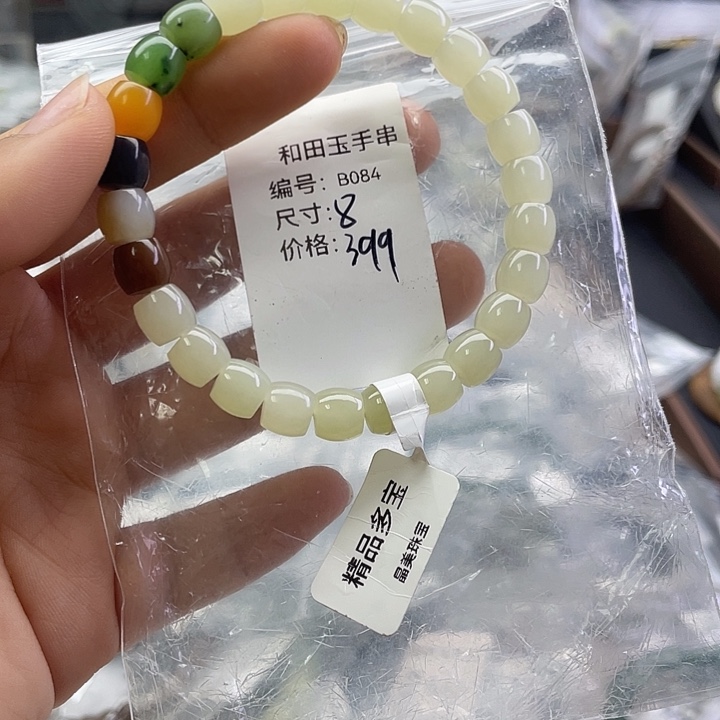 和田玉手串
编号：B084
尺寸：8
价格：399
精品多宝
晶美珠宝